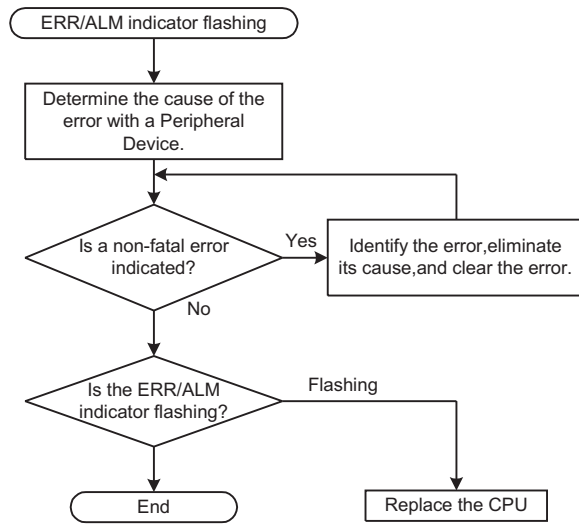 ERR/ALM indicator flashing
Determine the cause of the
error with a Peripheral
Device.
Is a non-fatal error
indicated?
Yes
Identify the error,eliminate
its cause,and clear the error.
No
Is the ERR/ALM
indicator flashing?
Flashing
End
Replace the CPU